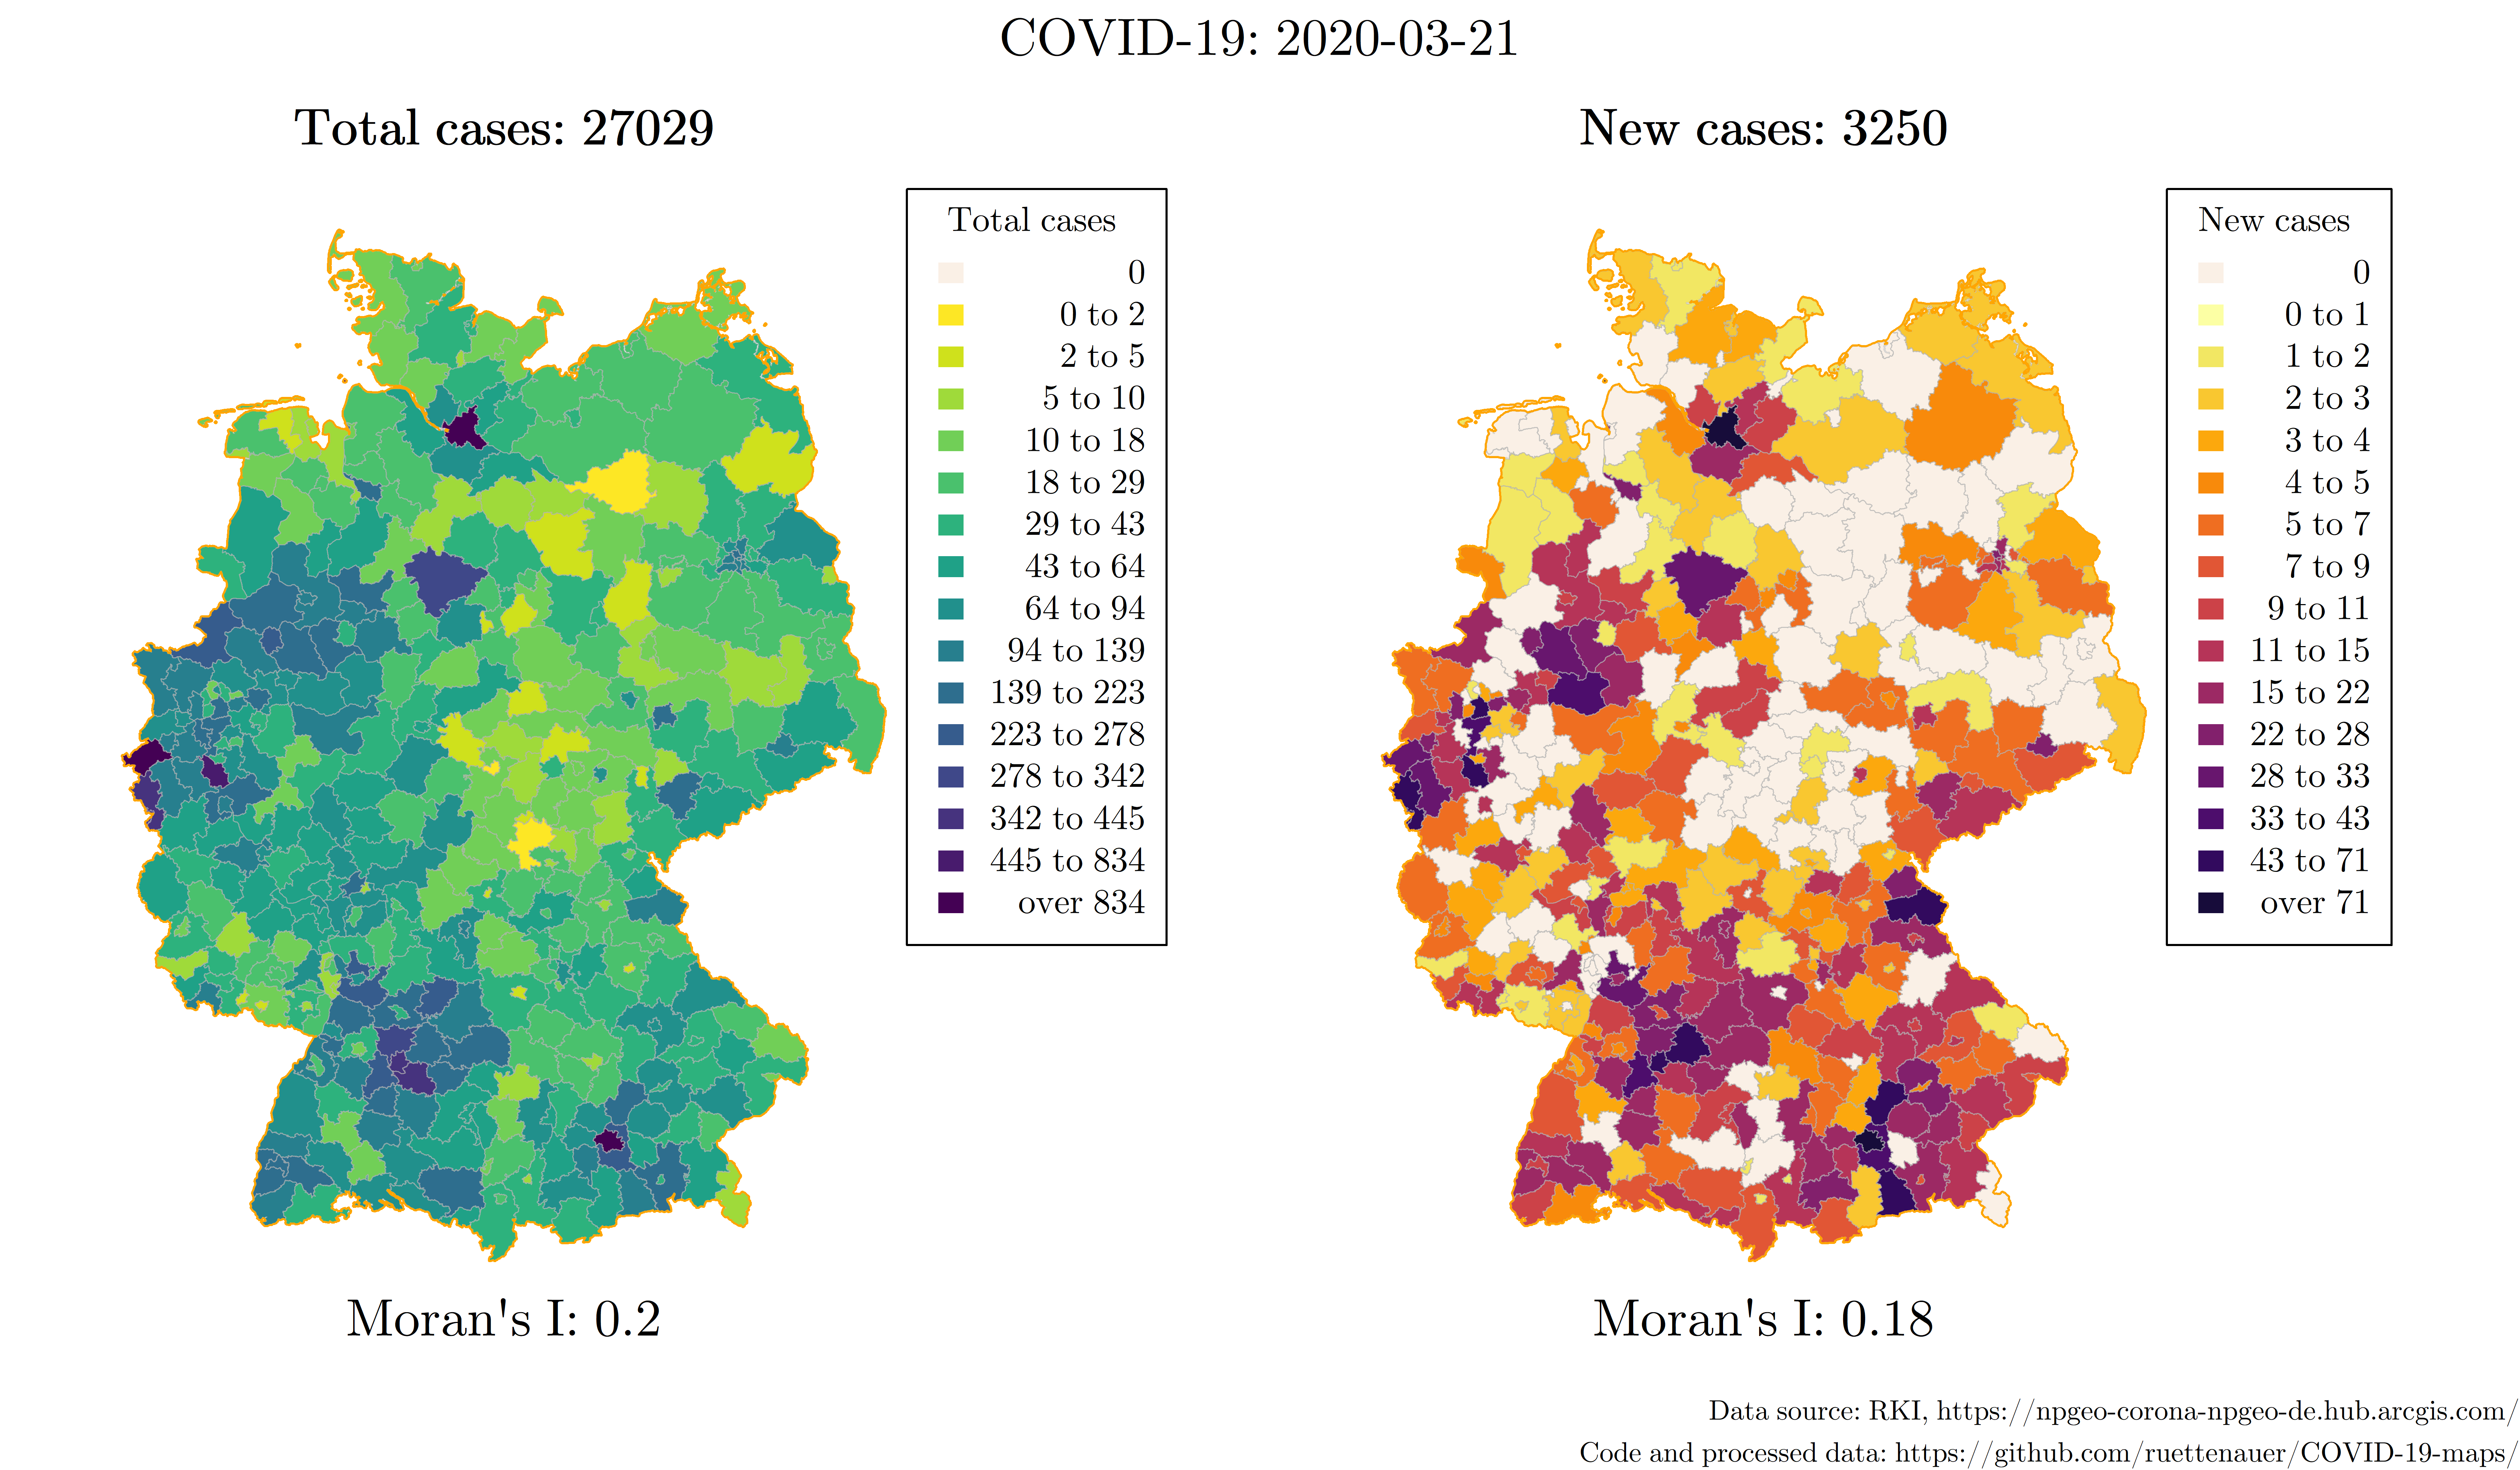 COVID-19: 2020-03-21
Total cases: 27029
Total cases
0
0 to 2
2 to 5
5 to 10
10 to 18
18 to 29
29 to 43
43 to 64
64 to 94
94 to 139
139 to 223
223 to 278
278 to 342
342 to 445
445 to 834
over 834
Moran's I: 0.2
New cases: 3250
New cases
0
0 to 1
1 to 2
2 to 3
3 to 4
4 to 5
5 to 7
7 to 9
9 to 11
11 to 15
15 to 22
22 to 28
28 to 33
33 to 43
43 to 71
over 71
Moran's I: 0.18
Data source: RKI, https://npgeo-corona-npgeo-de.hub.arcgis.com/
Code and processed data: https://github.com/ruettenauer/COVID-19-maps/